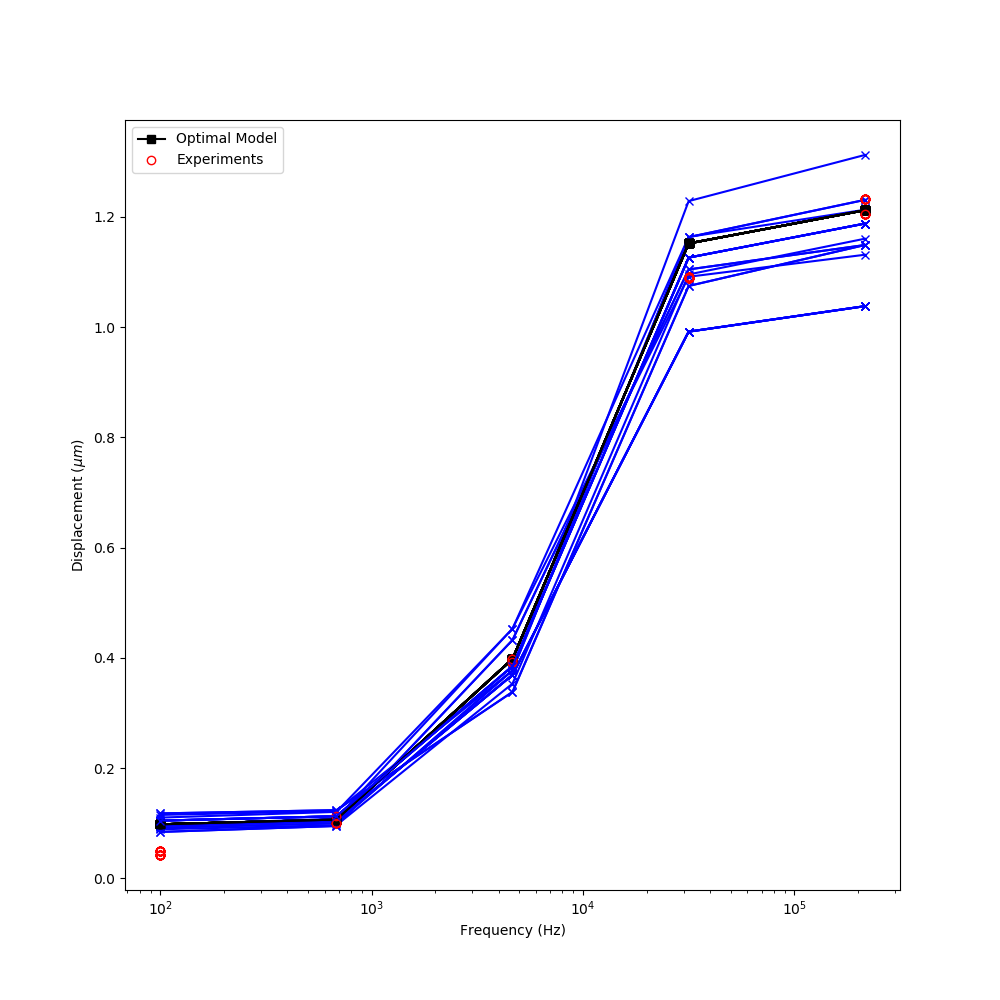 Optimal Model
Experiments
1.2
1.0
0.8
0.6
0.4
0.2
0.0
Displacement (μm)
10² 10³ 10⁴ 10⁵
Frequency (Hz)